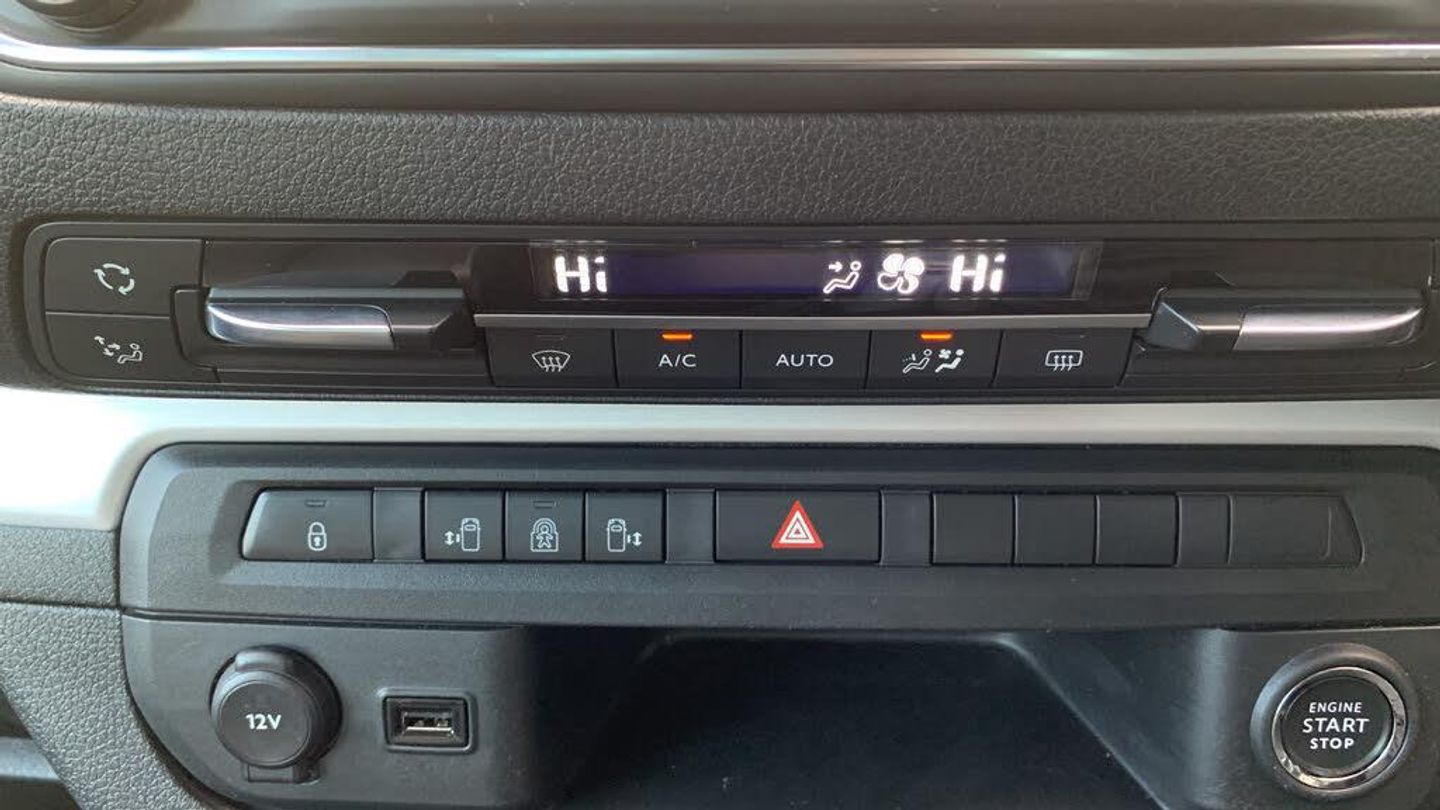 Hi Hi
A/C AUTO
12V
ENGINE
START
STOP